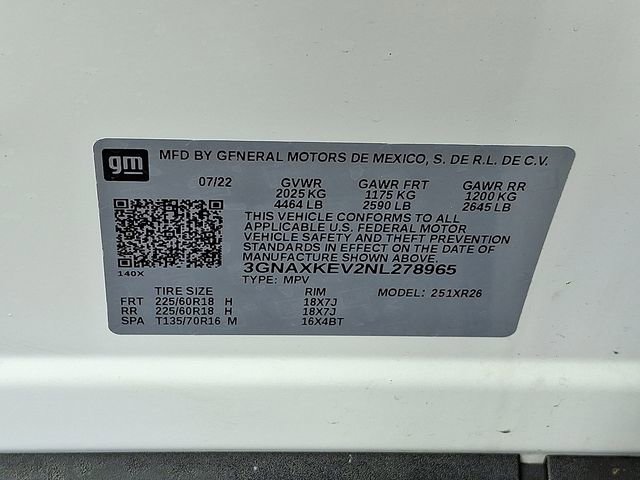 gm MFD BY GENERAL MOTORS DE MEXICO, S. DE R.L. DE C.V.
07/22 GVWR GAWR FRT GAWR RR
2025 KG 1175 KG 1200 KG
4464 LB 2590 LB 2645 LB
THIS VEHICLE CONFORMS TO ALL
APPLICABLE U.S. FEDERAL MOTOR
VEHICLE SAFETY AND THEFT PREVENTION
STANDARDS IN EFFECT ON THE DATE OF
MANUFACTURE SHOWN ABOVE.
140X 3GNAXKEV2NL278965
TYPE: MPV
TIRE SIZE RIM MODEL: 251XR26
FRT 225/60R18 H 18X7J
RR 225/60R18 H 18X7J
SPA T135/70R16 M 16X4BT